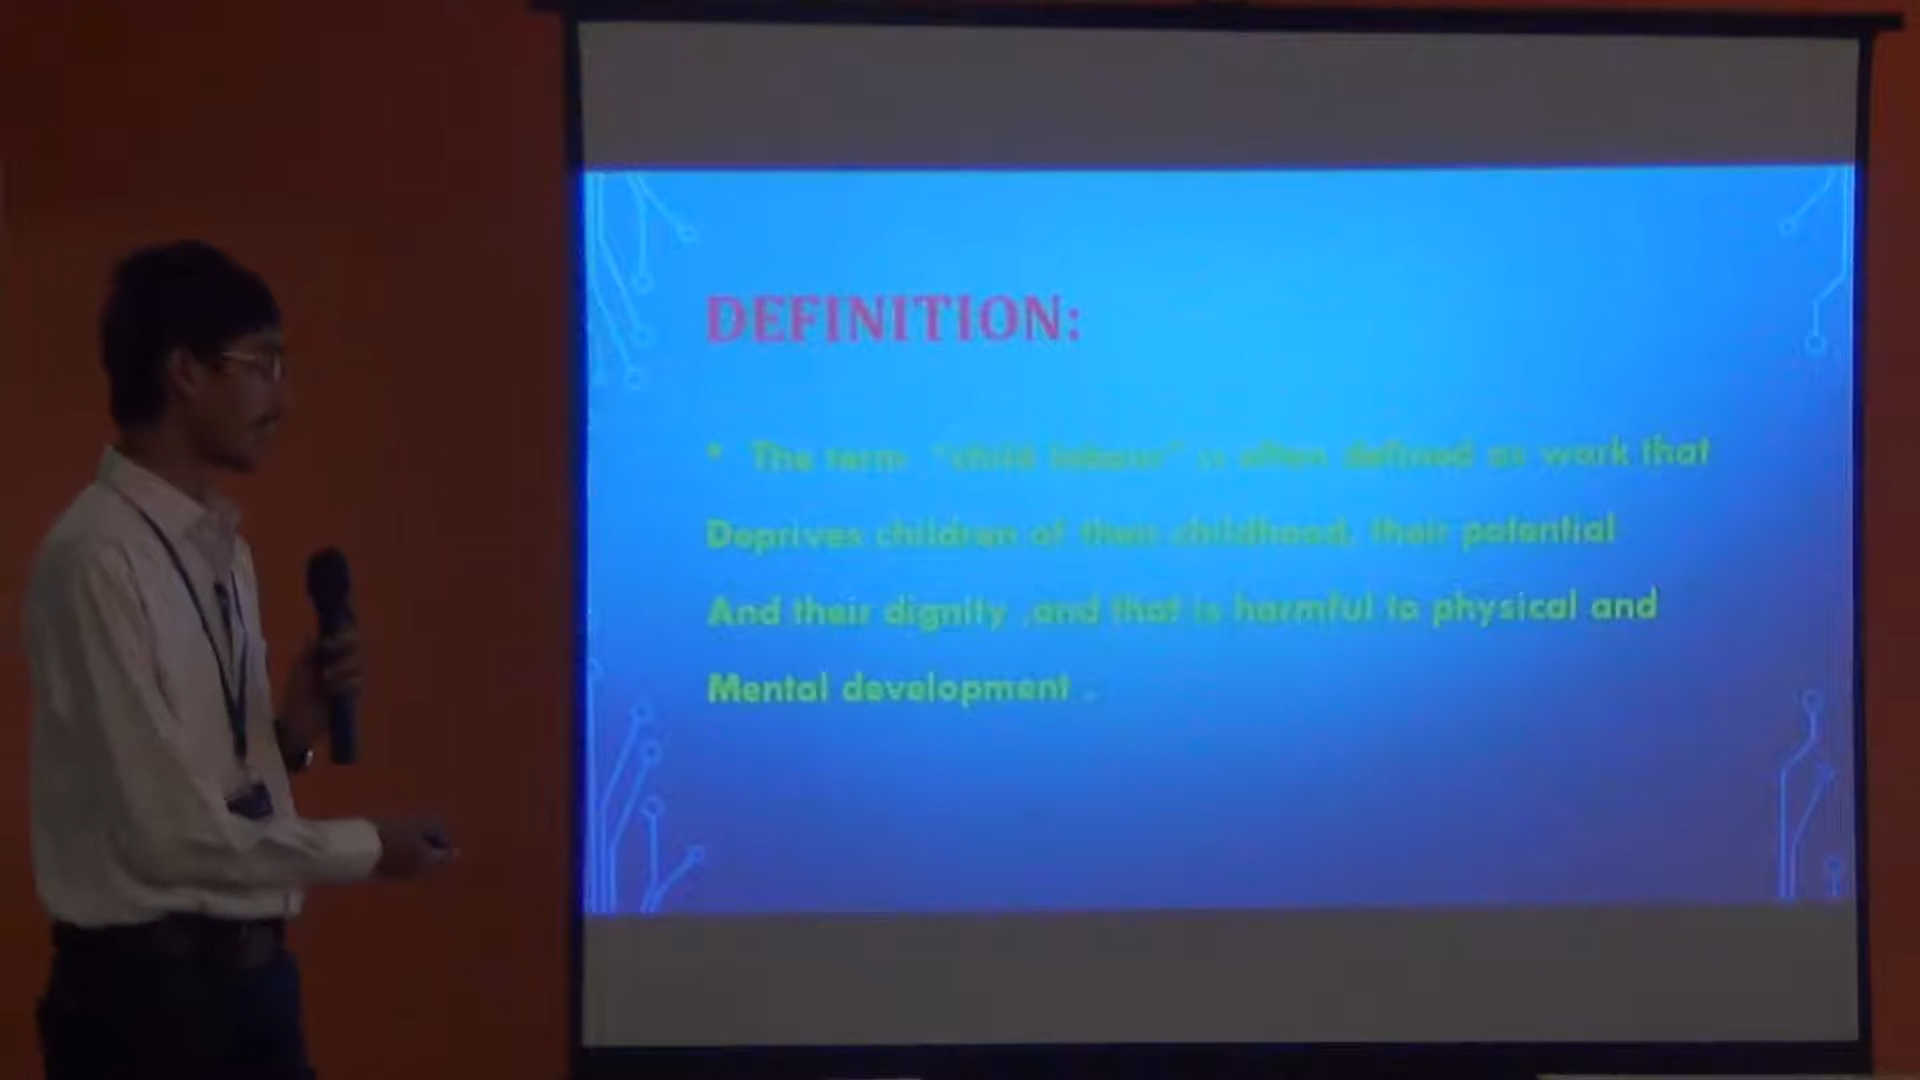 DEFINITION:
• The term "child labour" is often defined as work that
Deprives children of their childhood, their potential
And their dignity ,and that is harmful to physical and
Mental development .